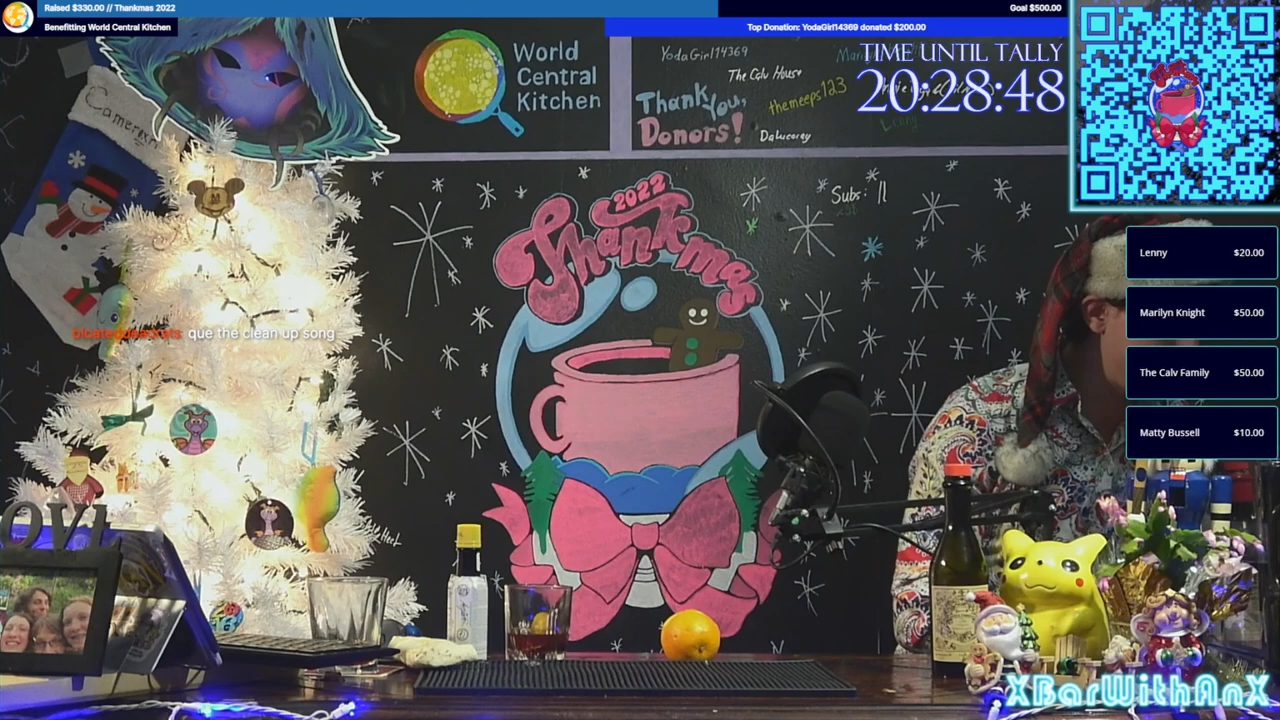 Raised $330.00 // Thankmas 2022
Goal $500.00
Benefitting World Central Kitchen
Top Donation: YodaGirl14369 donated $200.00
World
Central
Kitchen
YodaGirl14369
The Calv House
Thank
You,
Donors!
themeeps123
Dalucaray
TIME UNTIL TALLY
20:28:48
Lenny
Camerex
2022
Thankmas
Subs: 11
Lenny $20.00
Marilyn Knight $50.00
The Calv Family $50.00
Matty Bussell $10.00
que the clean up song
XBarWithAnX